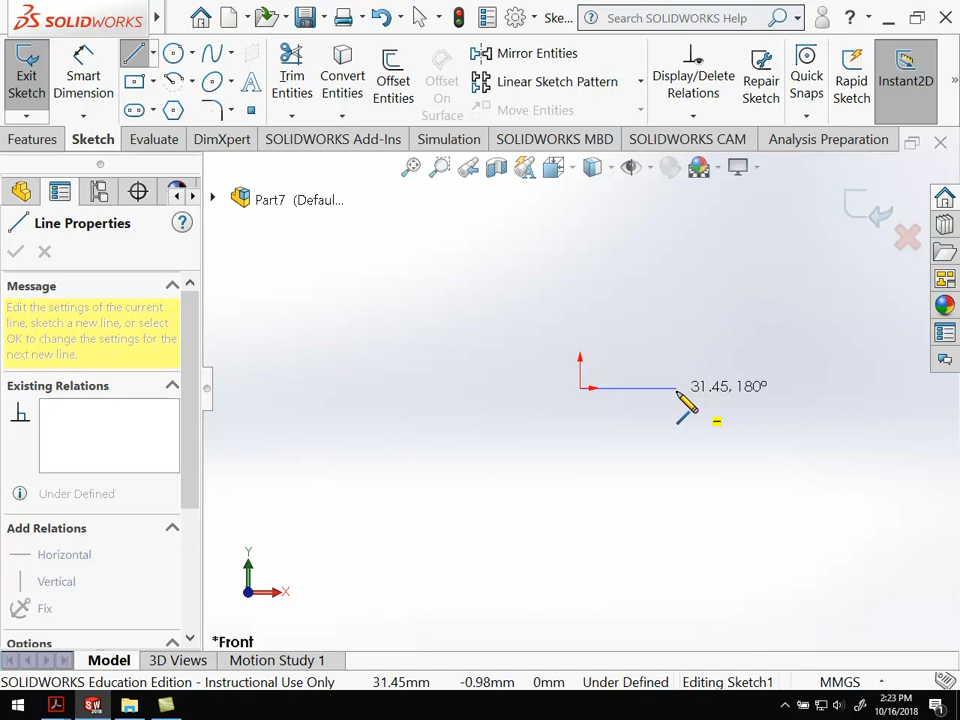 SOLIDWORKS
Ske...
Search SOLIDWORKS Help
?
Exit Sketch
Smart Dimension
Trim Entities
Convert Entities
Offset Entities
Offset On Surface
Mirror Entities
Linear Sketch Pattern
Move Entities
Display/Delete Relations
Repair Sketch
Quick Snaps
Rapid Sketch
Instant2D
Features
Sketch
Evaluate
DimXpert
SOLIDWORKS Add-Ins
Simulation
SOLIDWORKS MBD
SOLIDWORKS CAM
Analysis Preparation
Part7 (Defaul...
Line Properties
?
Message
Edit the settings of the current
line, sketch a new line, or select
OK to change the settings for the
next new line.
Existing Relations
Under Defined
Add Relations
Horizontal
Vertical
Fix
Options
31.45, 180°
Y
X
*Front
Model
3D Views
Motion Study 1
SOLIDWORKS Education Edition - Instructional Use Only
31.45mm
-0.98mm
0mm
Under Defined
Editing Sketch1
MMGS
2:23 PM
10/16/2018